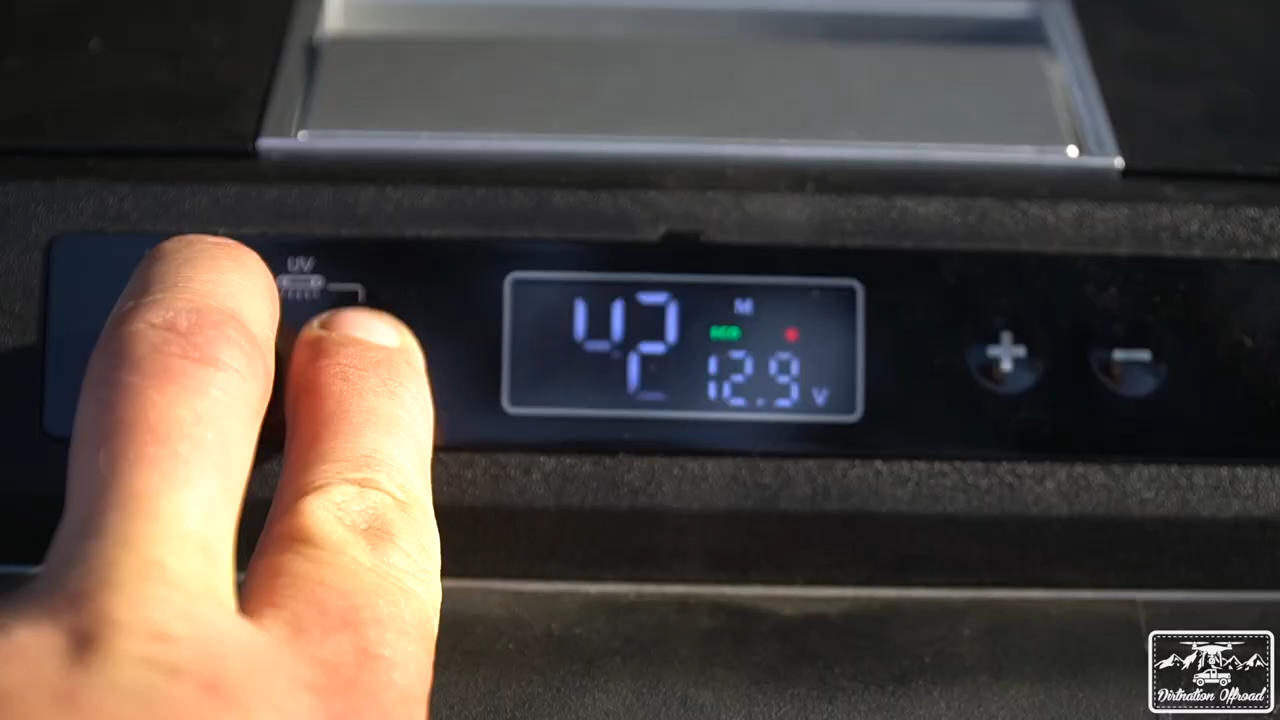 UV
42
M
ECO
12.9 V
+ −
Dirtnation Offroad